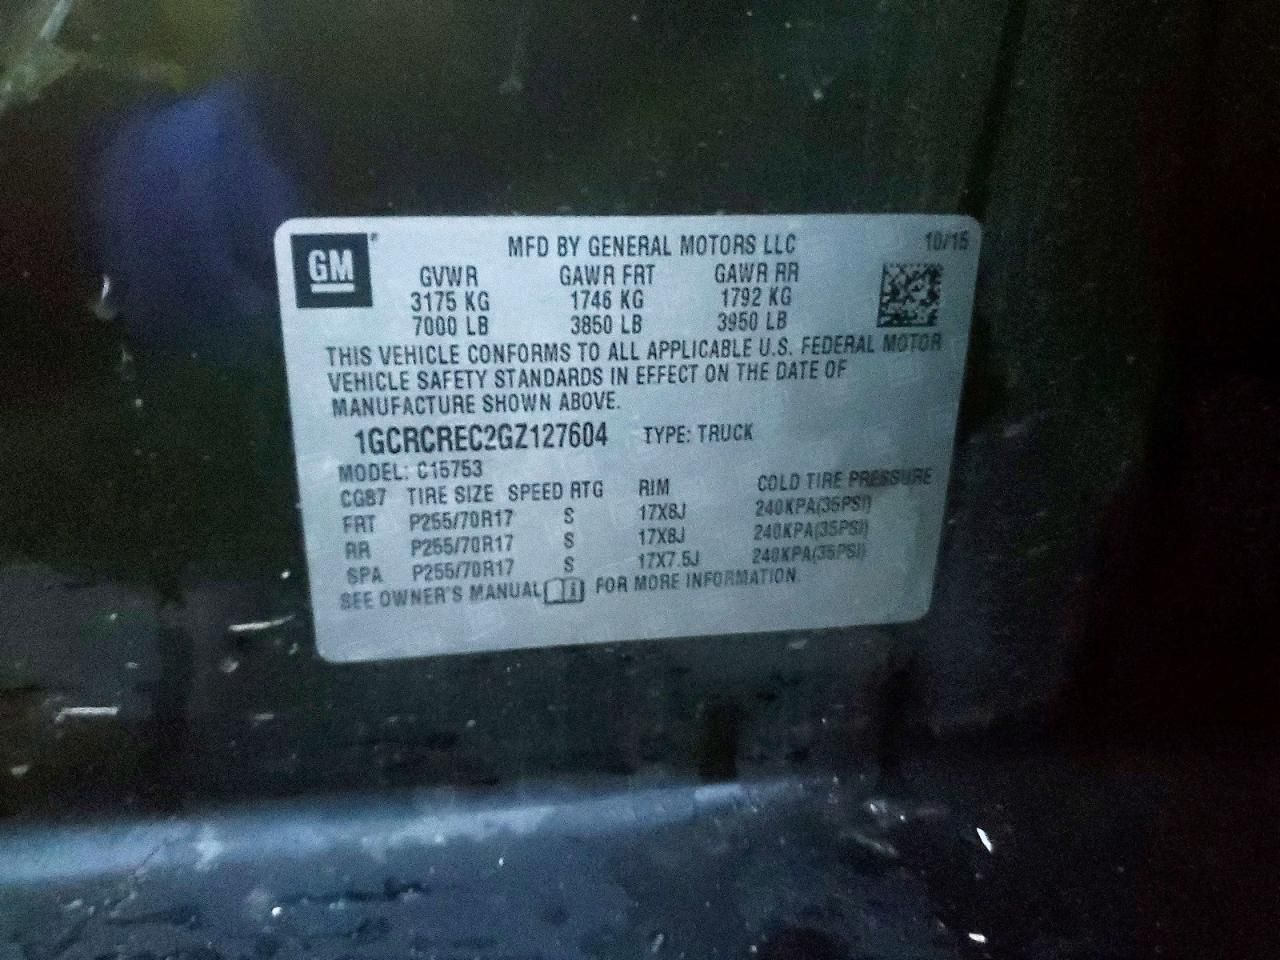 GM
MFD BY GENERAL MOTORS LLC 10/15
GVWR GAWR FRT GAWR RR
3175 KG 1746 KG 1792 KG
7000 LB 3850 LB 3950 LB
THIS VEHICLE CONFORMS TO ALL APPLICABLE U.S. FEDERAL MOTOR
VEHICLE SAFETY STANDARDS IN EFFECT ON THE DATE OF
MANUFACTURE SHOWN ABOVE.
1GCRCREC2GZ127604 TYPE: TRUCK
MODEL: C15753
CG87 TIRE SIZE SPEED RTG RIM COLD TIRE PRESSURE
FRT P255/70R17 S 17X8J 240KPA(35PSI)
RR P255/70R17 S 17X8J 240KPA(35PSI)
SPA P255/70R17 S 17X7.5J 240KPA(35PSI)
SEE OWNER'S MANUAL FOR MORE INFORMATION.